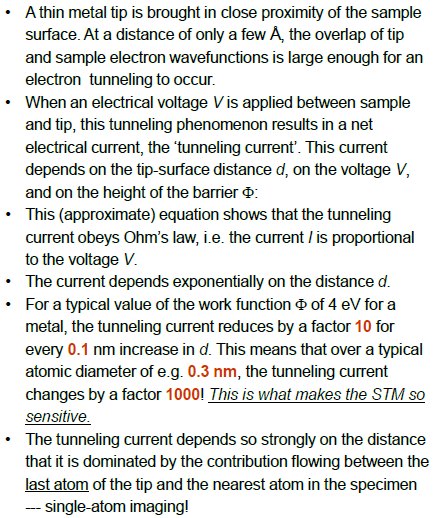 • A thin metal tip is brought in close proximity of the sample
surface. At a distance of only a few Å, the overlap of tip
and sample electron wavefunctions is large enough for an
electron  tunneling to occur.
• When an electrical voltage V is applied between sample
and tip, this tunneling phenomenon results in a net
electrical current, the ‘tunneling current’. This current
depends on the tip-surface distance d, on the voltage V,
and on the height of the barrier Φ:
• This (approximate) equation shows that the tunneling
current obeys Ohm’s law, i.e. the current I is proportional
to the voltage V.
• The current depends exponentially on the distance d.
• For a typical value of the work function Φ of 4 eV for a
metal, the tunneling current reduces by a factor 10 for
every 0.1 nm increase in d. This means that over a typical
atomic diameter of e.g. 0.3 nm, the tunneling current
changes by a factor 1000! This is what makes the STM so
sensitive.
• The tunneling current depends so strongly on the distance
that it is dominated by the contribution flowing between the
last atom of the tip and the nearest atom in the specimen
--- single-atom imaging!